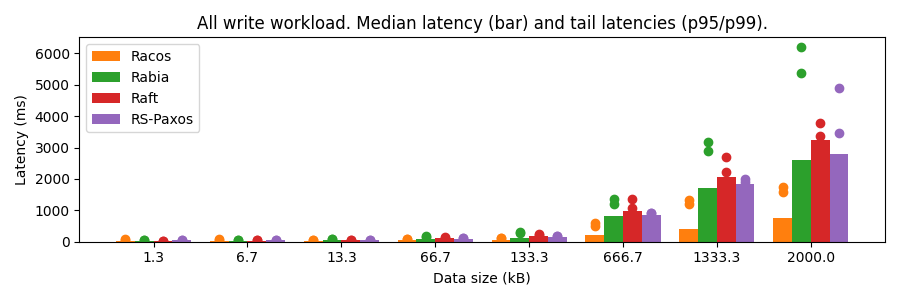 All write workload. Median latency (bar) and tail latencies (p95/p99).
Latency (ms)
6000
5000
4000
3000
2000
1000
0
Racos
Rabia
Raft
RS-Paxos
1.3 6.7 13.3 66.7 133.3 666.7 1333.3 2000.0
Data size (kB)